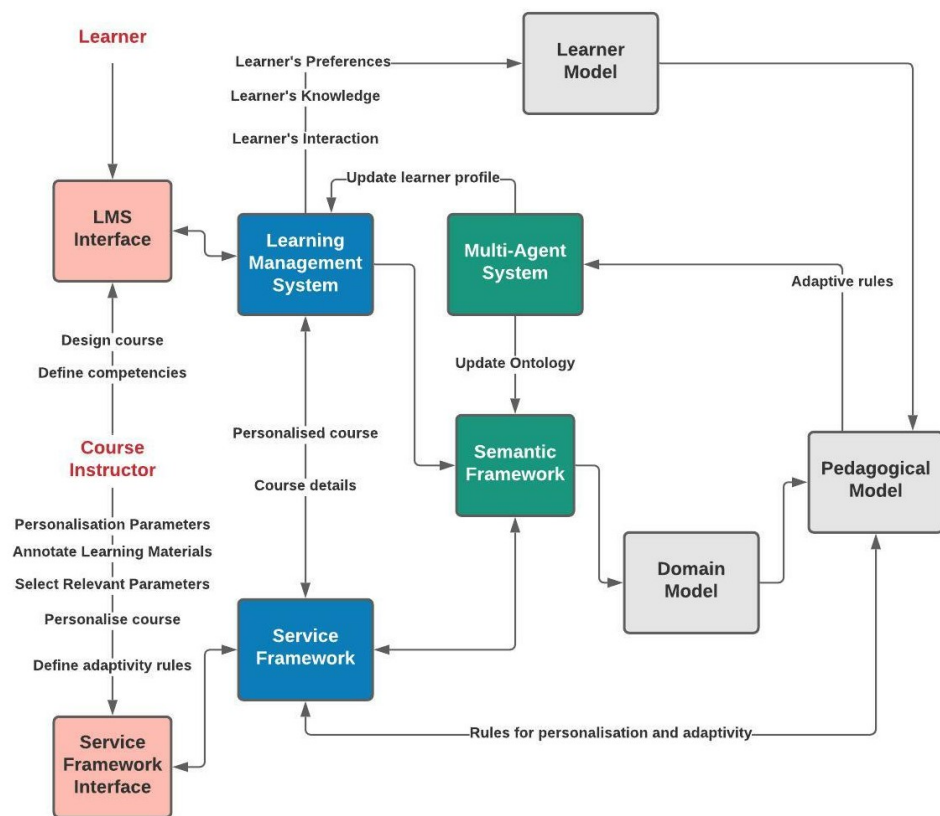 Learner
Learner's Preferences
Learner's Knowledge
Learner's Interaction
Learner
Model
Update learner profile
LMS
Interface
Learning
Management
System
Multi-Agent
System
Adaptive rules
Design course
Define competencies
Update Ontology
Course
Instructor
Personalised course
Course details
Semantic
Framework
Pedagogical
Model
Personalisation Parameters
Annotate Learning Materials
Select Relevant Parameters
Personalise course
Define adaptivity rules
Domain
Model
Service
Framework
Service
Framework
Interface
Rules for personalisation and adaptivity